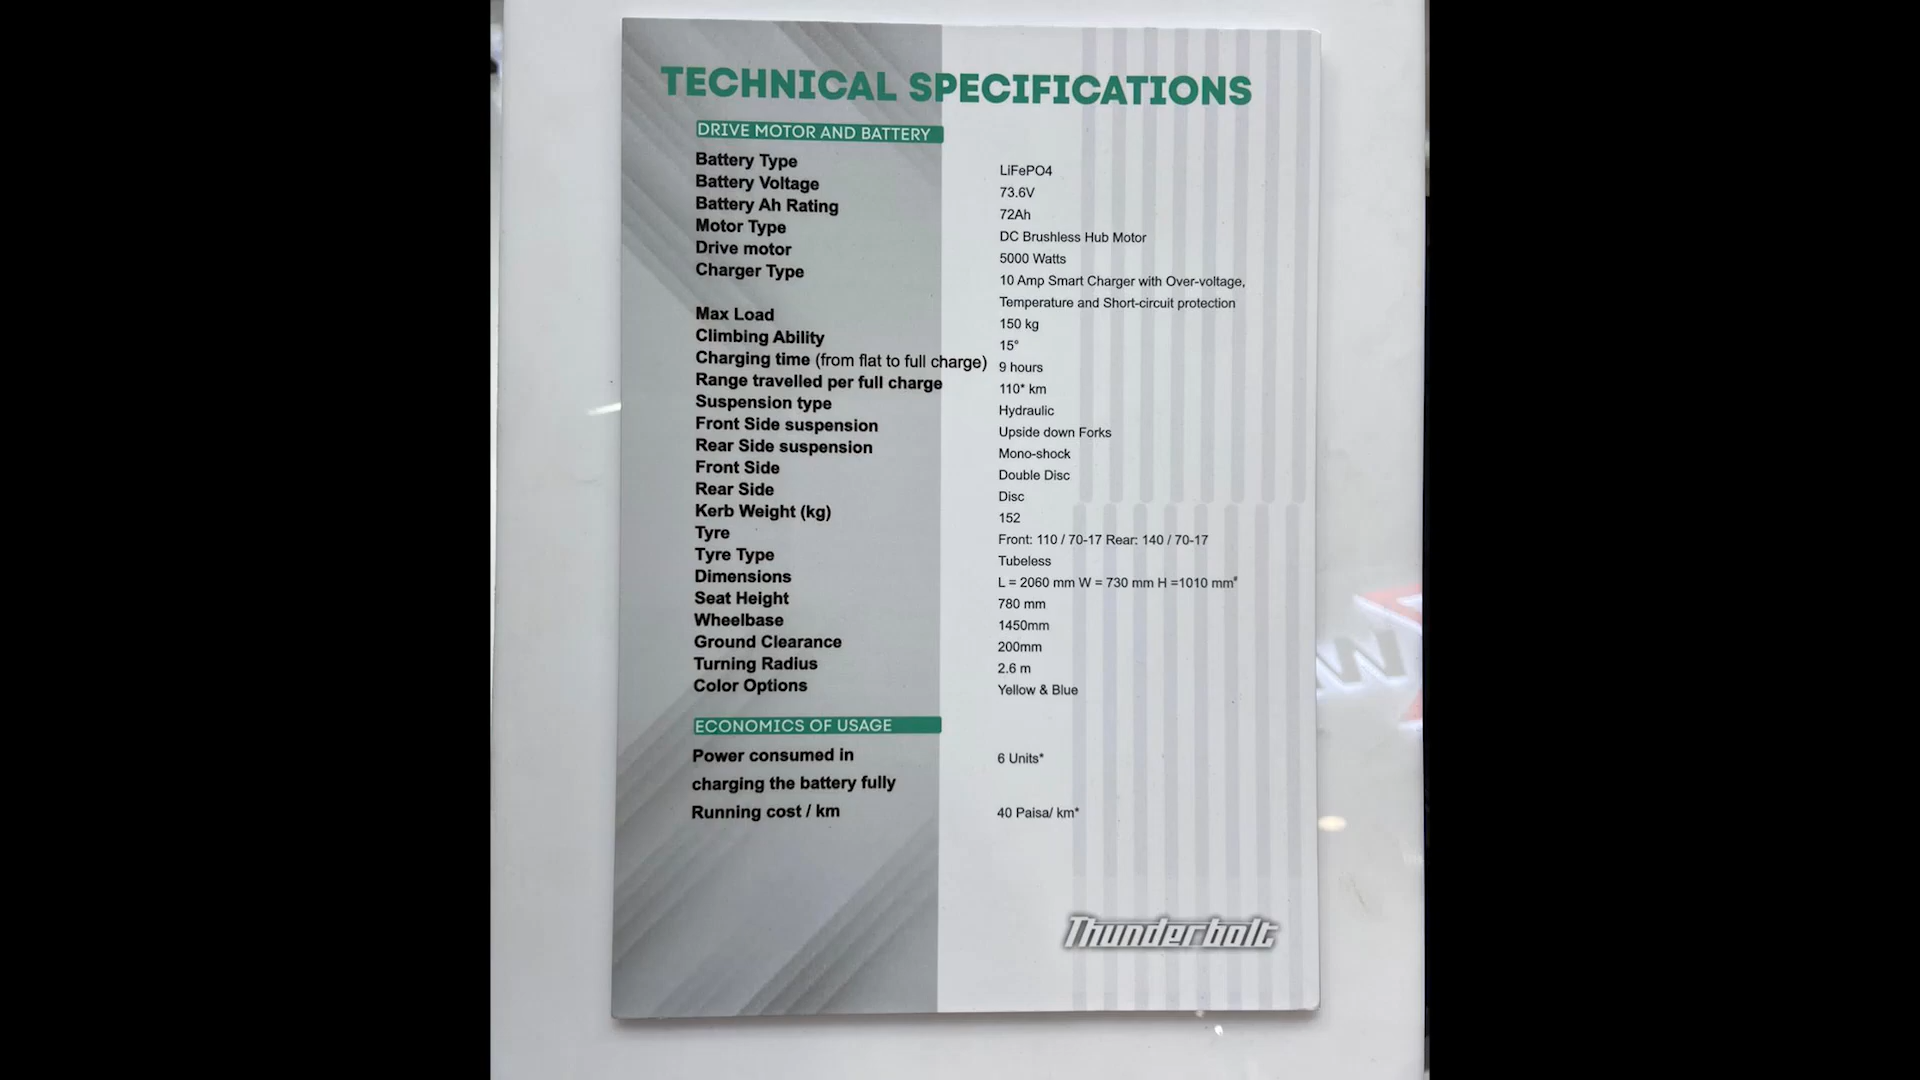 TECHNICAL SPECIFICATIONS
DRIVE MOTOR AND BATTERY
Battery Type LiFePO4
Battery Voltage 73.6V
Battery Ah Rating 72Ah
Motor Type DC Brushless Hub Motor
Drive motor 5000 Watts
Charger Type 10 Amp Smart Charger with Over-voltage,
Temperature and Short-circuit protection
Max Load 150 kg
Climbing Ability 15°
Charging time (from flat to full charge) 9 hours
Range travelled per full charge 110* km
Suspension type Hydraulic
Front Side suspension Upside down Forks
Rear Side suspension Mono-shock
Front Side Double Disc
Rear Side Disc
Kerb Weight (kg) 152
Tyre Front: 110 / 70-17 Rear: 140 / 70-17
Tyre Type Tubeless
Dimensions L = 2060 mm W = 730 mm H =1010 mm#
Seat Height 780 mm
Wheelbase 1450mm
Ground Clearance 200mm
Turning Radius 2.6 m
Color Options Yellow & Blue
ECONOMICS OF USAGE
Power consumed in 6 Units*
charging the battery fully
Running cost / km 40 Paisa/ km*
Thunderbolt